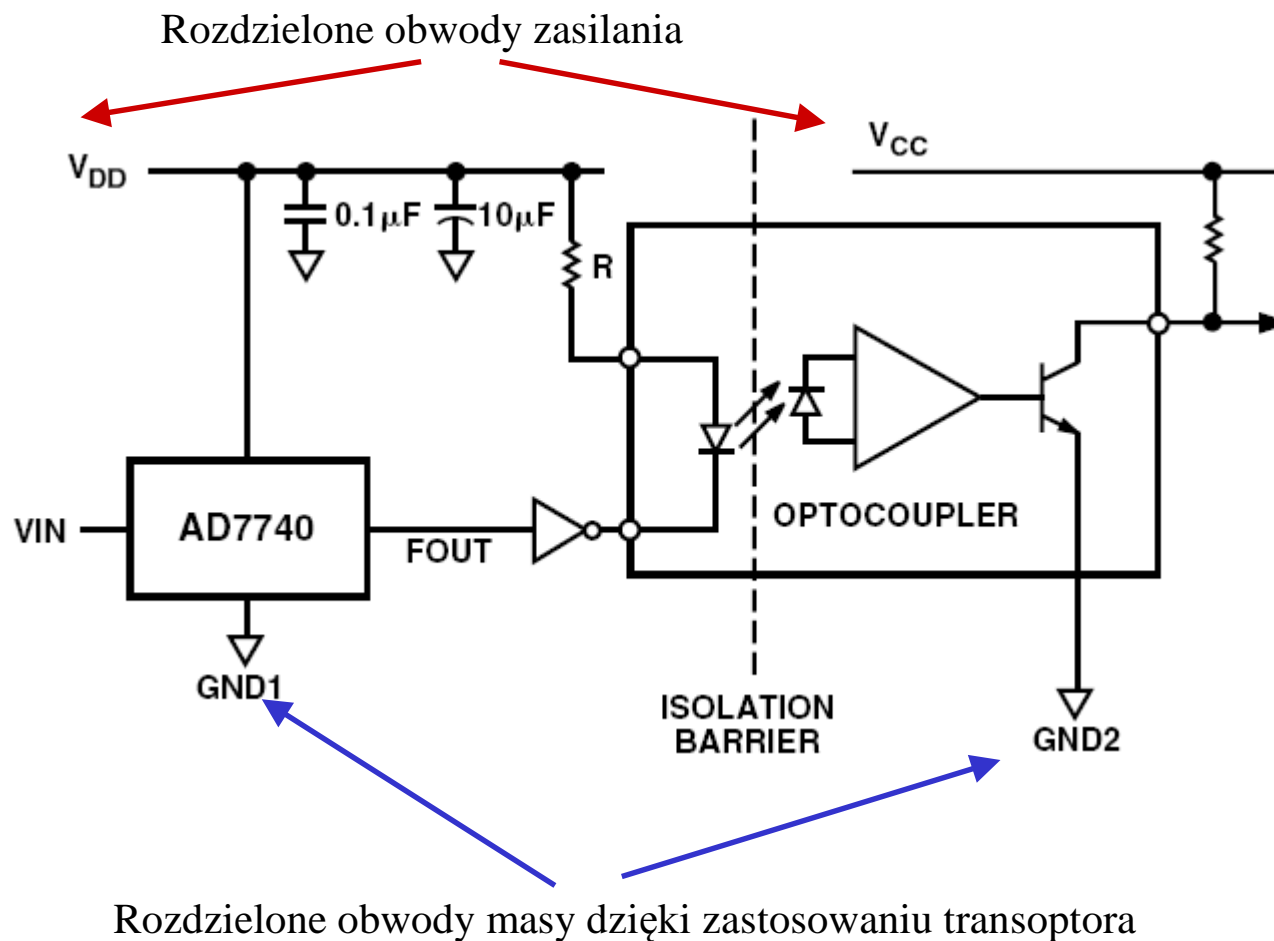 Rozdzielone obwody zasilania
VDD
VCC
0.1μF
10μF
R
VIN
AD7740
FOUT
OPTOCOUPLER
GND1
ISOLATION
BARRIER
GND2
Rozdzielone obwody masy dzięki zastosowaniu transoptora